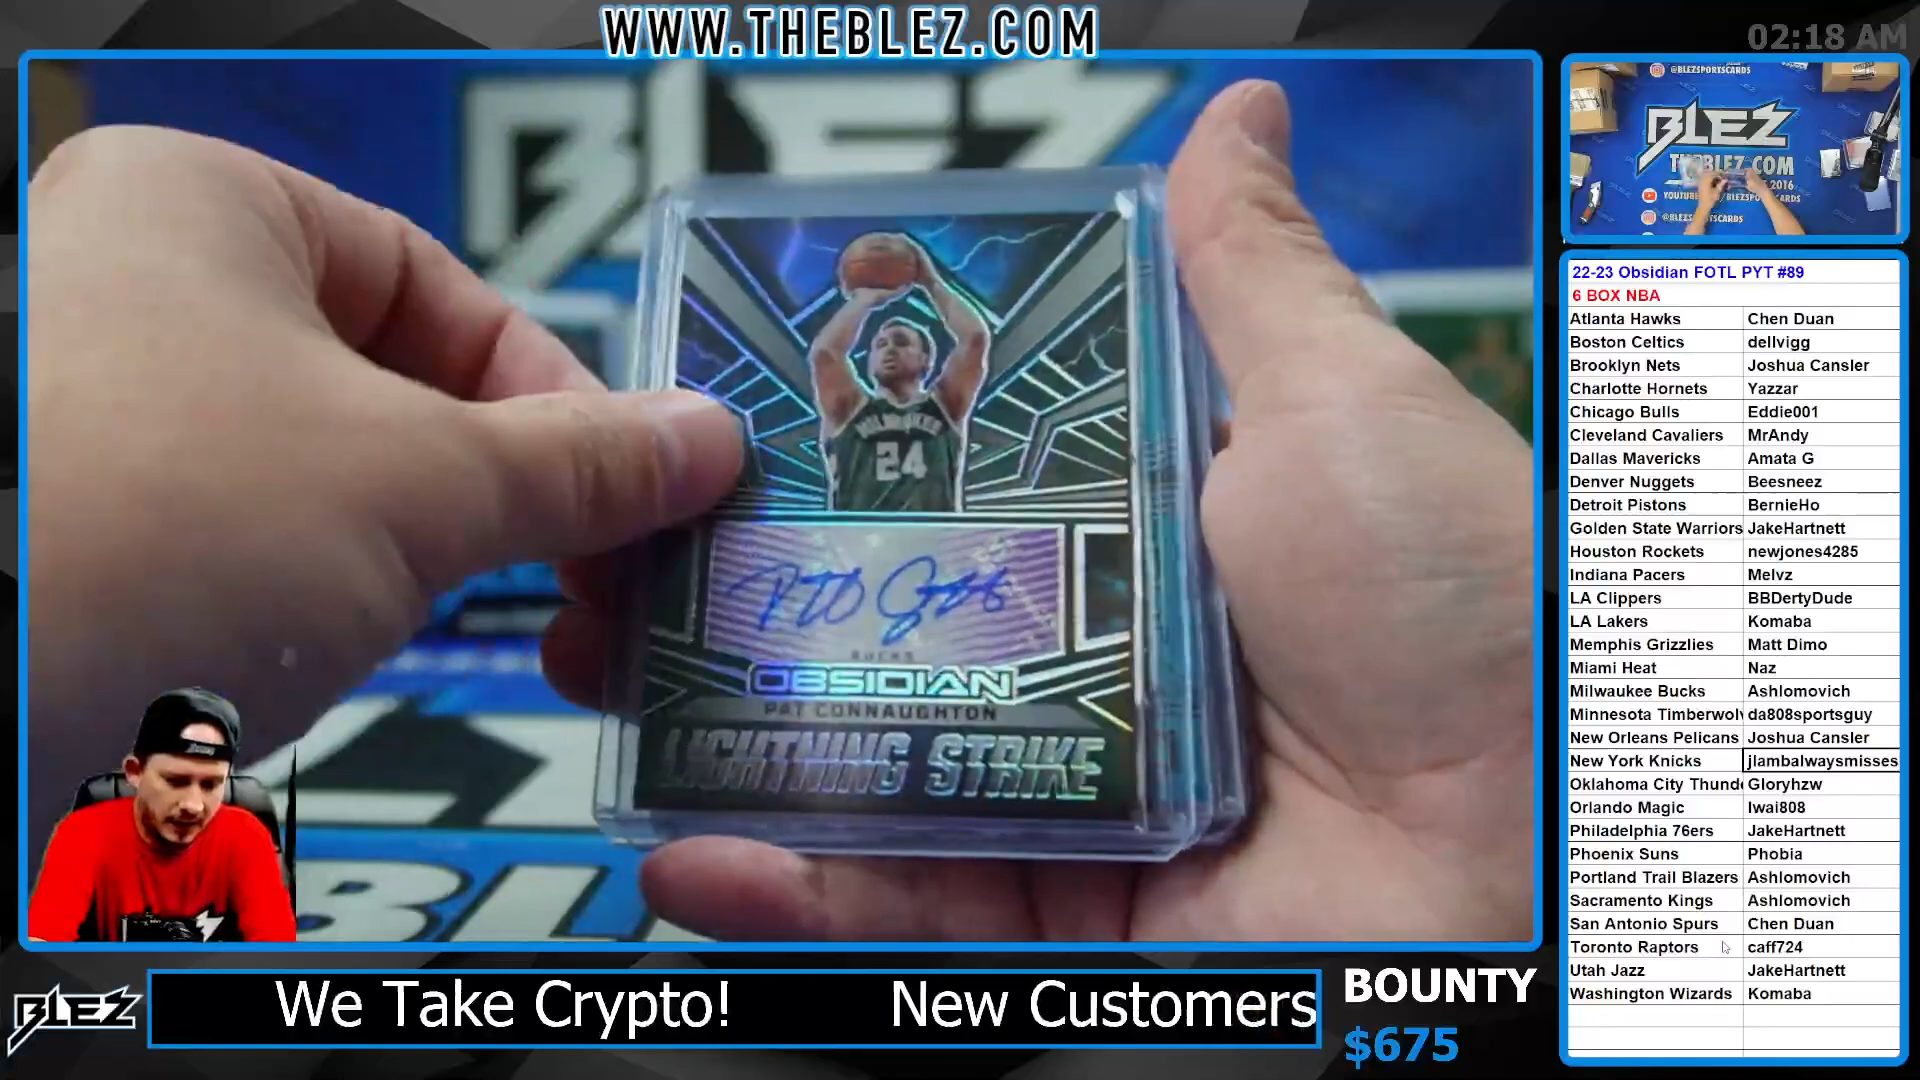 WWW.THEBLEZ.COM
02:18 AM
BLEZ
MILWAUKEE
24
BUCKS
OBSIDIAN
PAT CONNAUGHTON
LIGHTNING STRIKE
@BLEZSPORTSCARDS
BLEZ
THEBLEZ.COM
2016
@BLEZSPORTSCARDS
22-23 Obsidian FOTL PYT #89
6 BOX NBA
Atlanta Hawks Chen Duan
Boston Celtics dellvigg
Brooklyn Nets Joshua Cansler
Charlotte Hornets Yazzar
Chicago Bulls Eddie001
Cleveland Cavaliers MrAndy
Dallas Mavericks Amata G
Denver Nuggets Beesneez
Detroit Pistons BernieHo
Golden State Warriors JakeHartnett
Houston Rockets newjones4285
Indiana Pacers Melvz
LA Clippers BBDertyDude
LA Lakers Komaba
Memphis Grizzlies Matt Dimo
Miami Heat Naz
Milwaukee Bucks Ashlomovich
Minnesota Timberwolv da808sportsguy
New Orleans Pelicans Joshua Cansler
New York Knicks jlambalwaysmisses
Oklahoma City Thund Gloryhzw
Orlando Magic Iwai808
Philadelphia 76ers JakeHartnett
Phoenix Suns Phobia
Portland Trail Blazers Ashlomovich
Sacramento Kings Ashlomovich
San Antonio Spurs Chen Duan
Toronto Raptors caff724
Utah Jazz JakeHartnett
Washington Wizards Komaba
BLEZ
We Take Crypto! New Customers
BOUNTY
$675